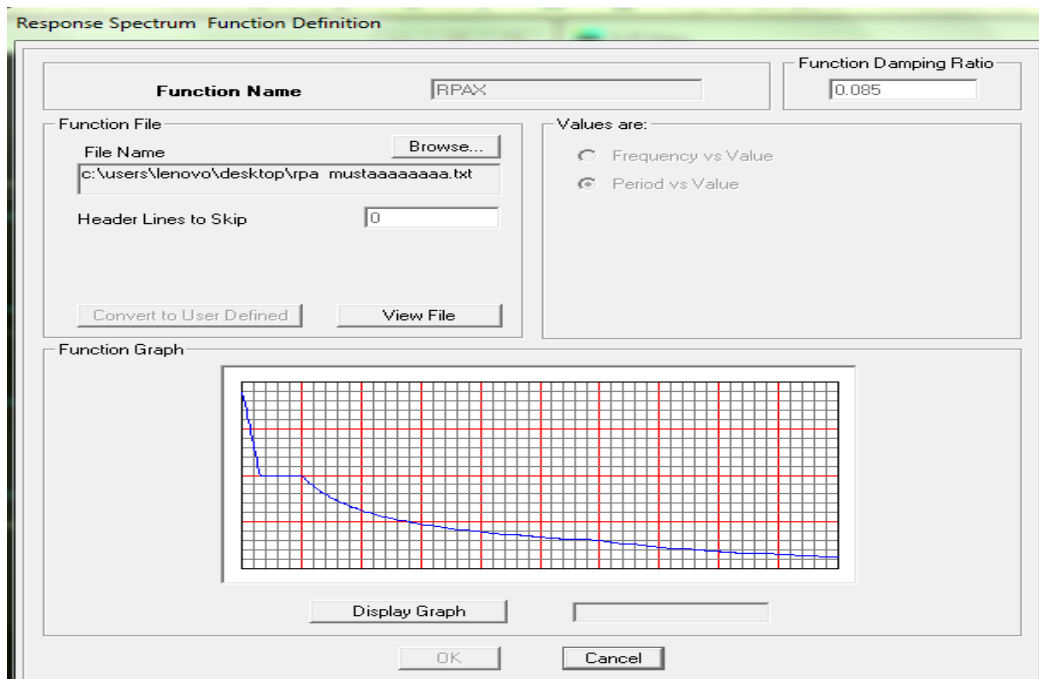 Response Spectrum Function Definition
Function Name
RPAX
Function Damping Ratio
0.085
Function File
File Name
Browse...
c:\users\lenovo\desktop\rpa mustaaaaaaaa.txt
Header Lines to Skip
0
Convert to User Defined
View File
Values are:
Frequency vs Value
Period vs Value
Function Graph
Display Graph
OK
Cancel